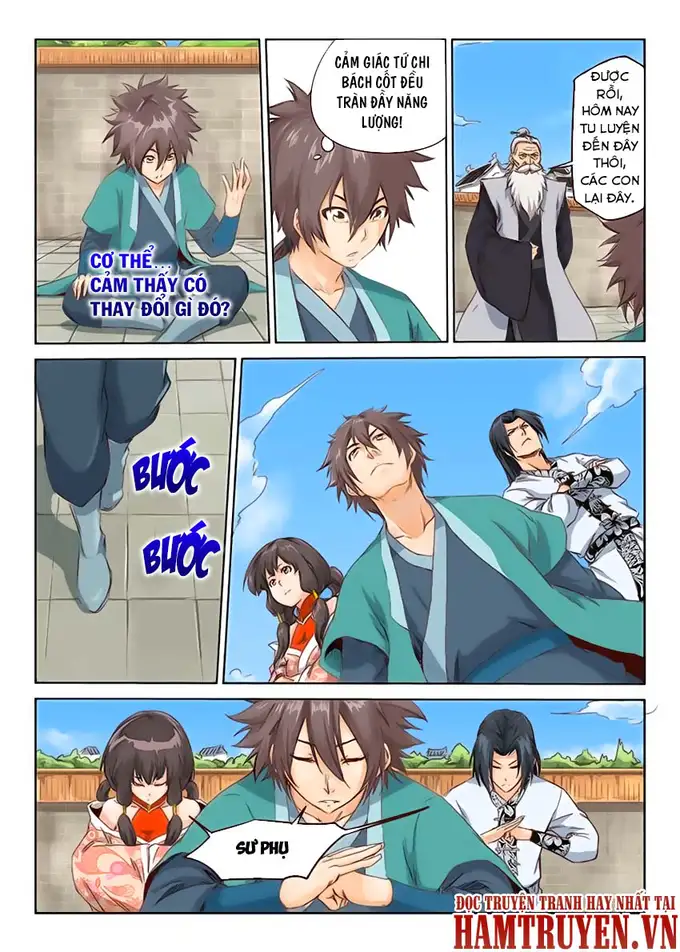 CƠ THỂ...
CẢM THẤY CÓ
THAY ĐỔI GÌ ĐÓ?
CẢM GIÁC TỨ CHI
BÁCH CỐT ĐỀU
TRÀN ĐẦY NĂNG
LƯỢNG!
ĐƯỢC
RỒI,
HÔM NAY
TU LUYỆN
ĐẾN ĐÂY
THÔI,
CÁC CON
LẠI ĐÂY.
BƯỚC
BƯỚC
SƯ PHỤ
ĐỌC TRUYỆN TRANH HAY NHẤT TẠI
HAMTRUYEN.VN